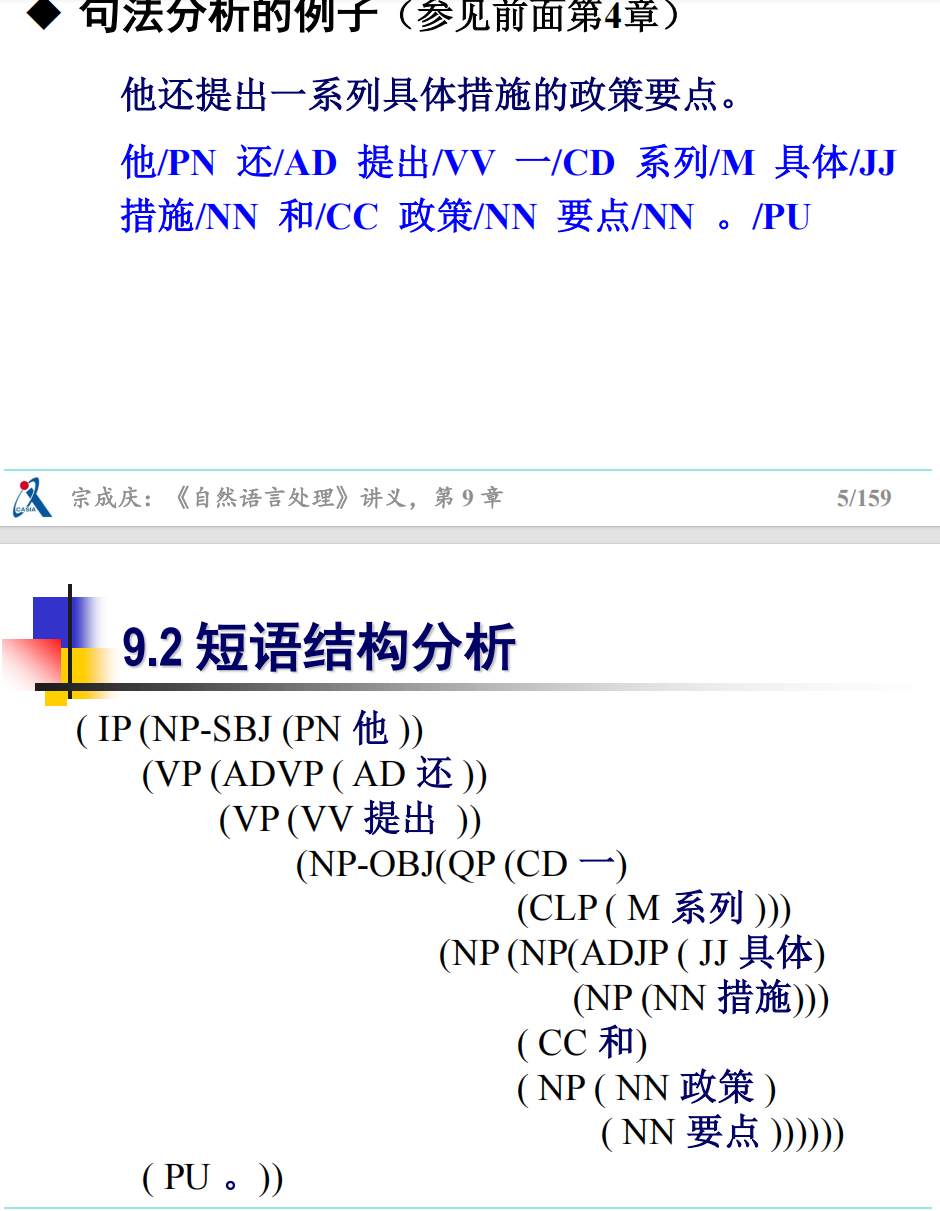 ◆ 句法分析的例子（参见前面第4章）
他还提出一系列具体措施的政策要点。
他/PN 还/AD 提出/VV 一/CD 系列/M 具体/JJ
措施/NN 和/CC 政策/NN 要点/NN 。/PU
CASIA 宗成庆：《自然语言处理》讲义，第 9 章 5/159
9.2 短语结构分析
( IP (NP-SBJ (PN 他 ))
(VP (ADVP ( AD 还 ))
(VP (VV 提出 ))
(NP-OBJ(QP (CD 一)
(CLP ( M 系列 )))
(NP (NP(ADJP ( JJ 具体)
(NP (NN 措施)))
( CC 和)
( NP ( NN 政策 )
( NN 要点 ))))))
( PU 。))